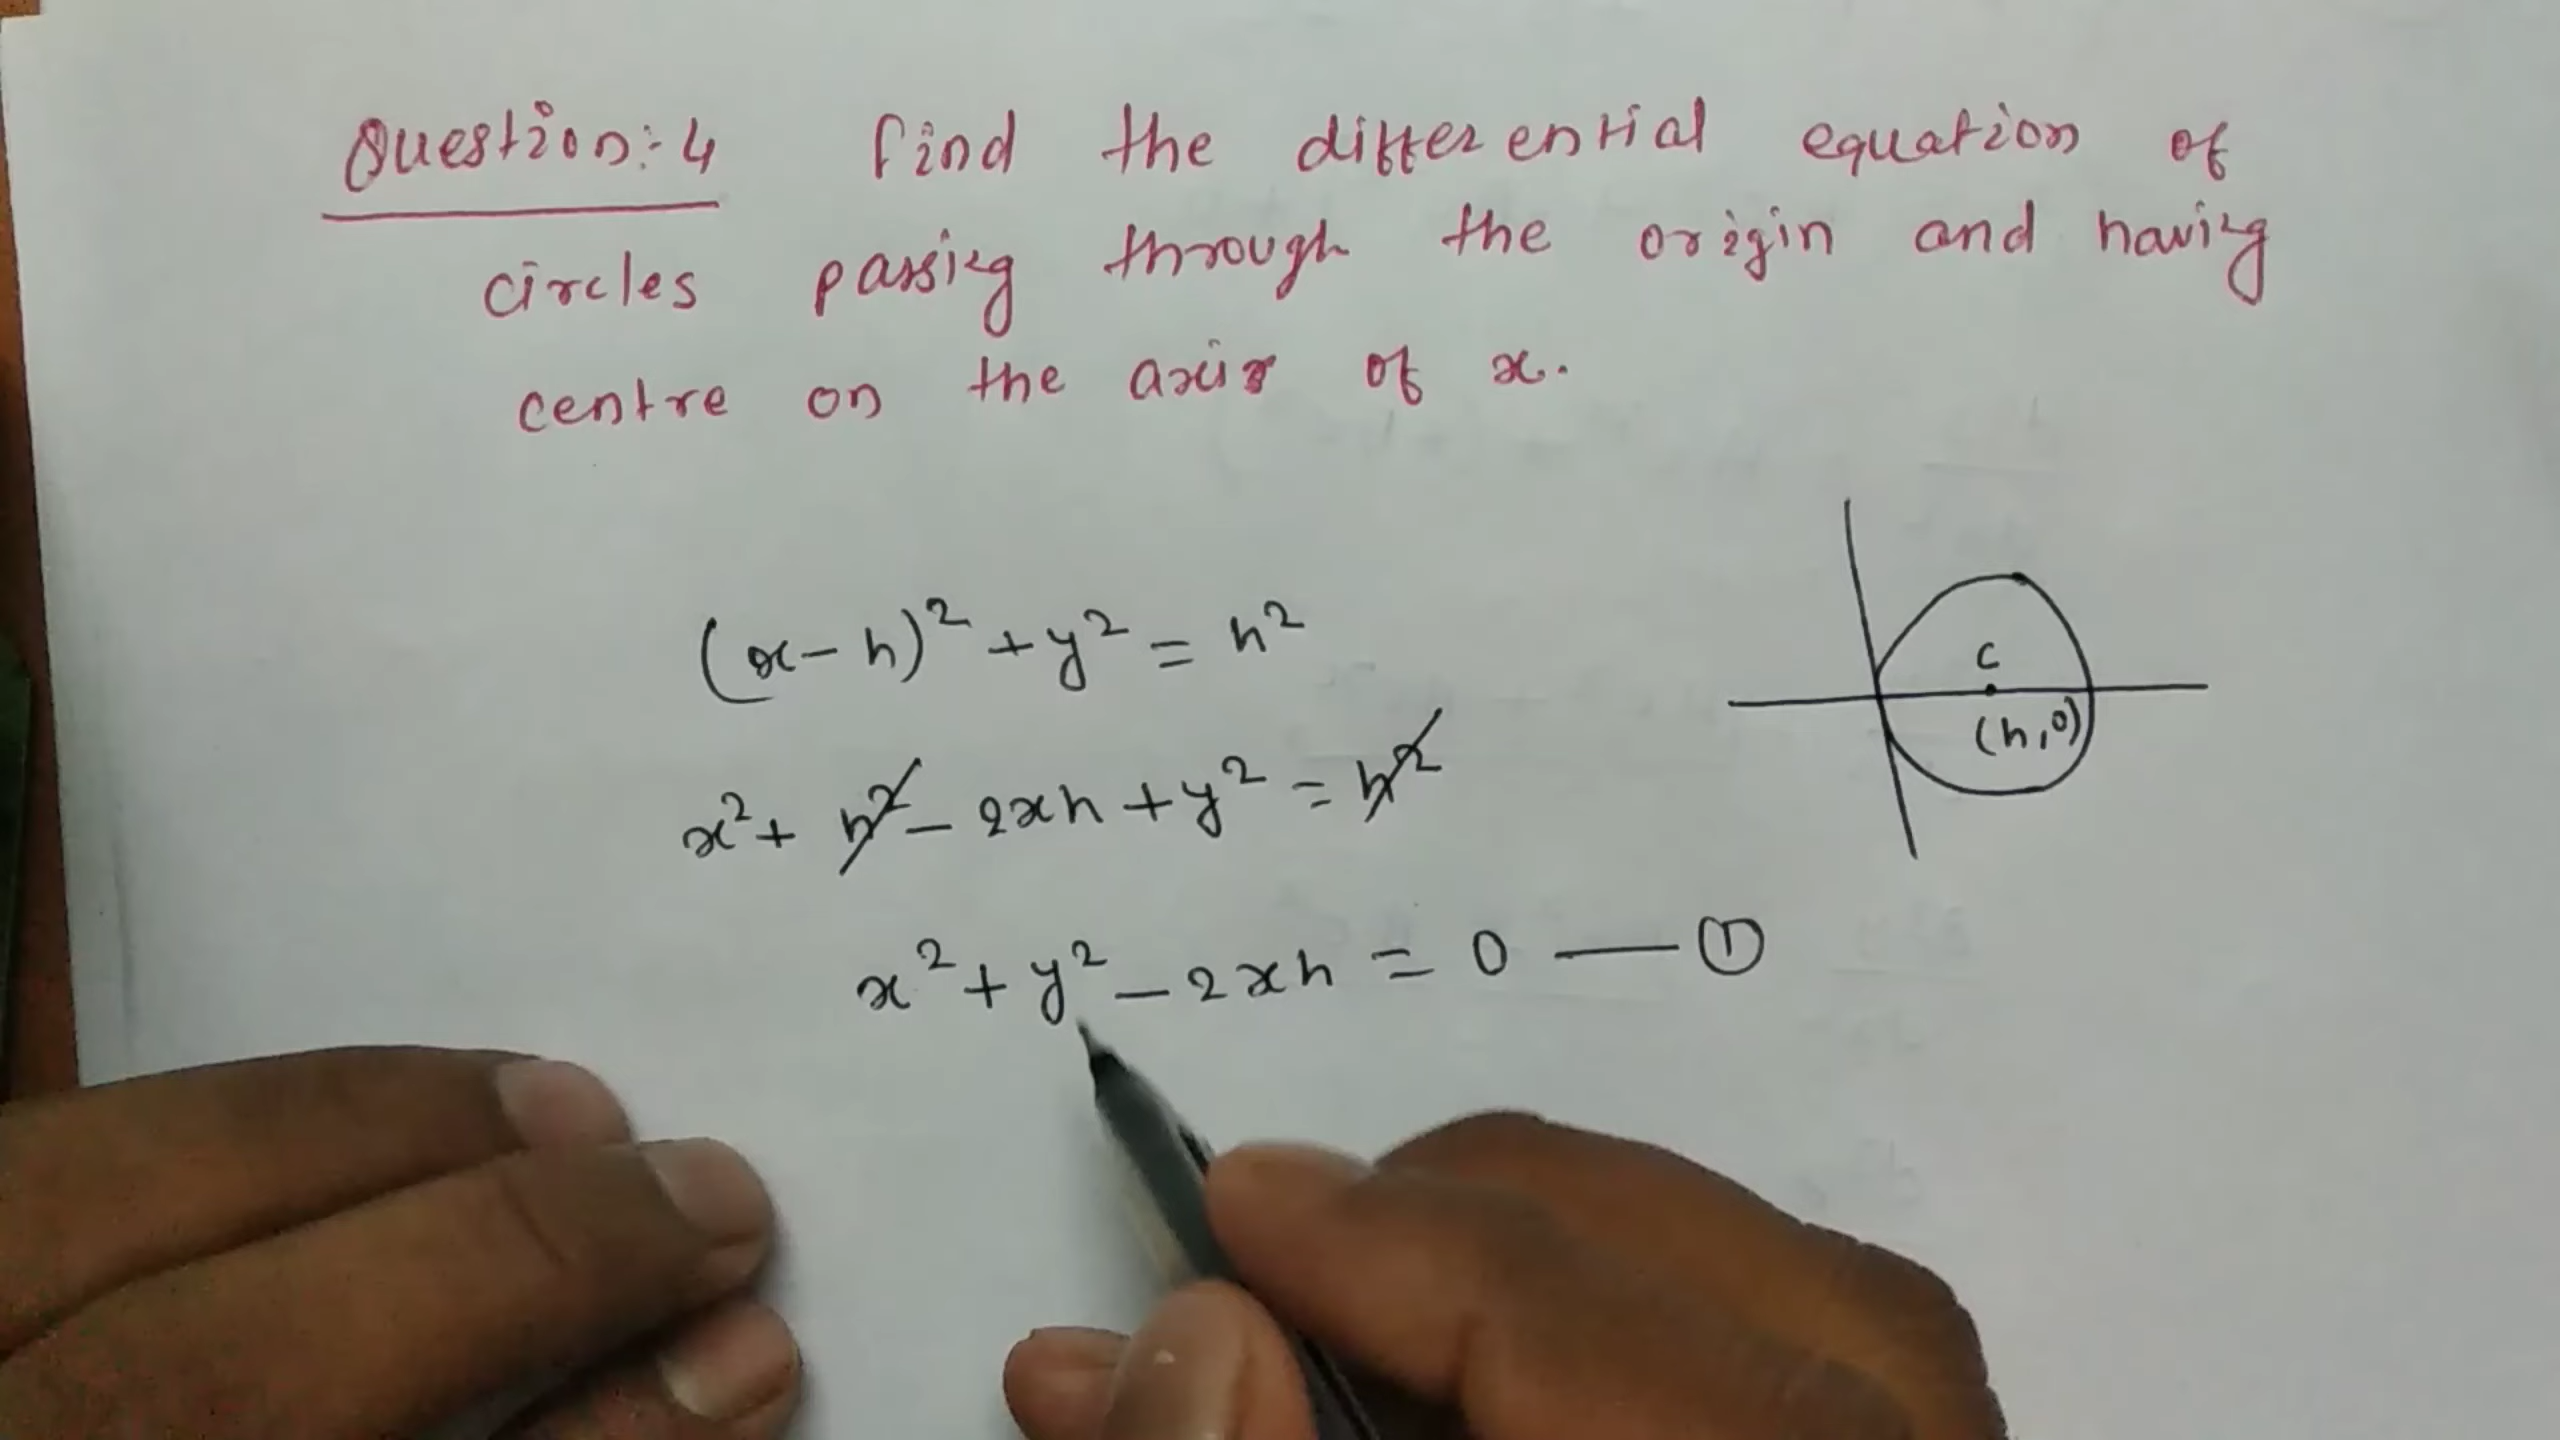 Question:- 4 Find the differential equation of
circles passing through the origin and having
centre on the axis of x.
(x-h)² + y² = h²
C
(h,0)
x² + h² - 2xh + y² = h²
x² + y² - 2xh = 0 — ①